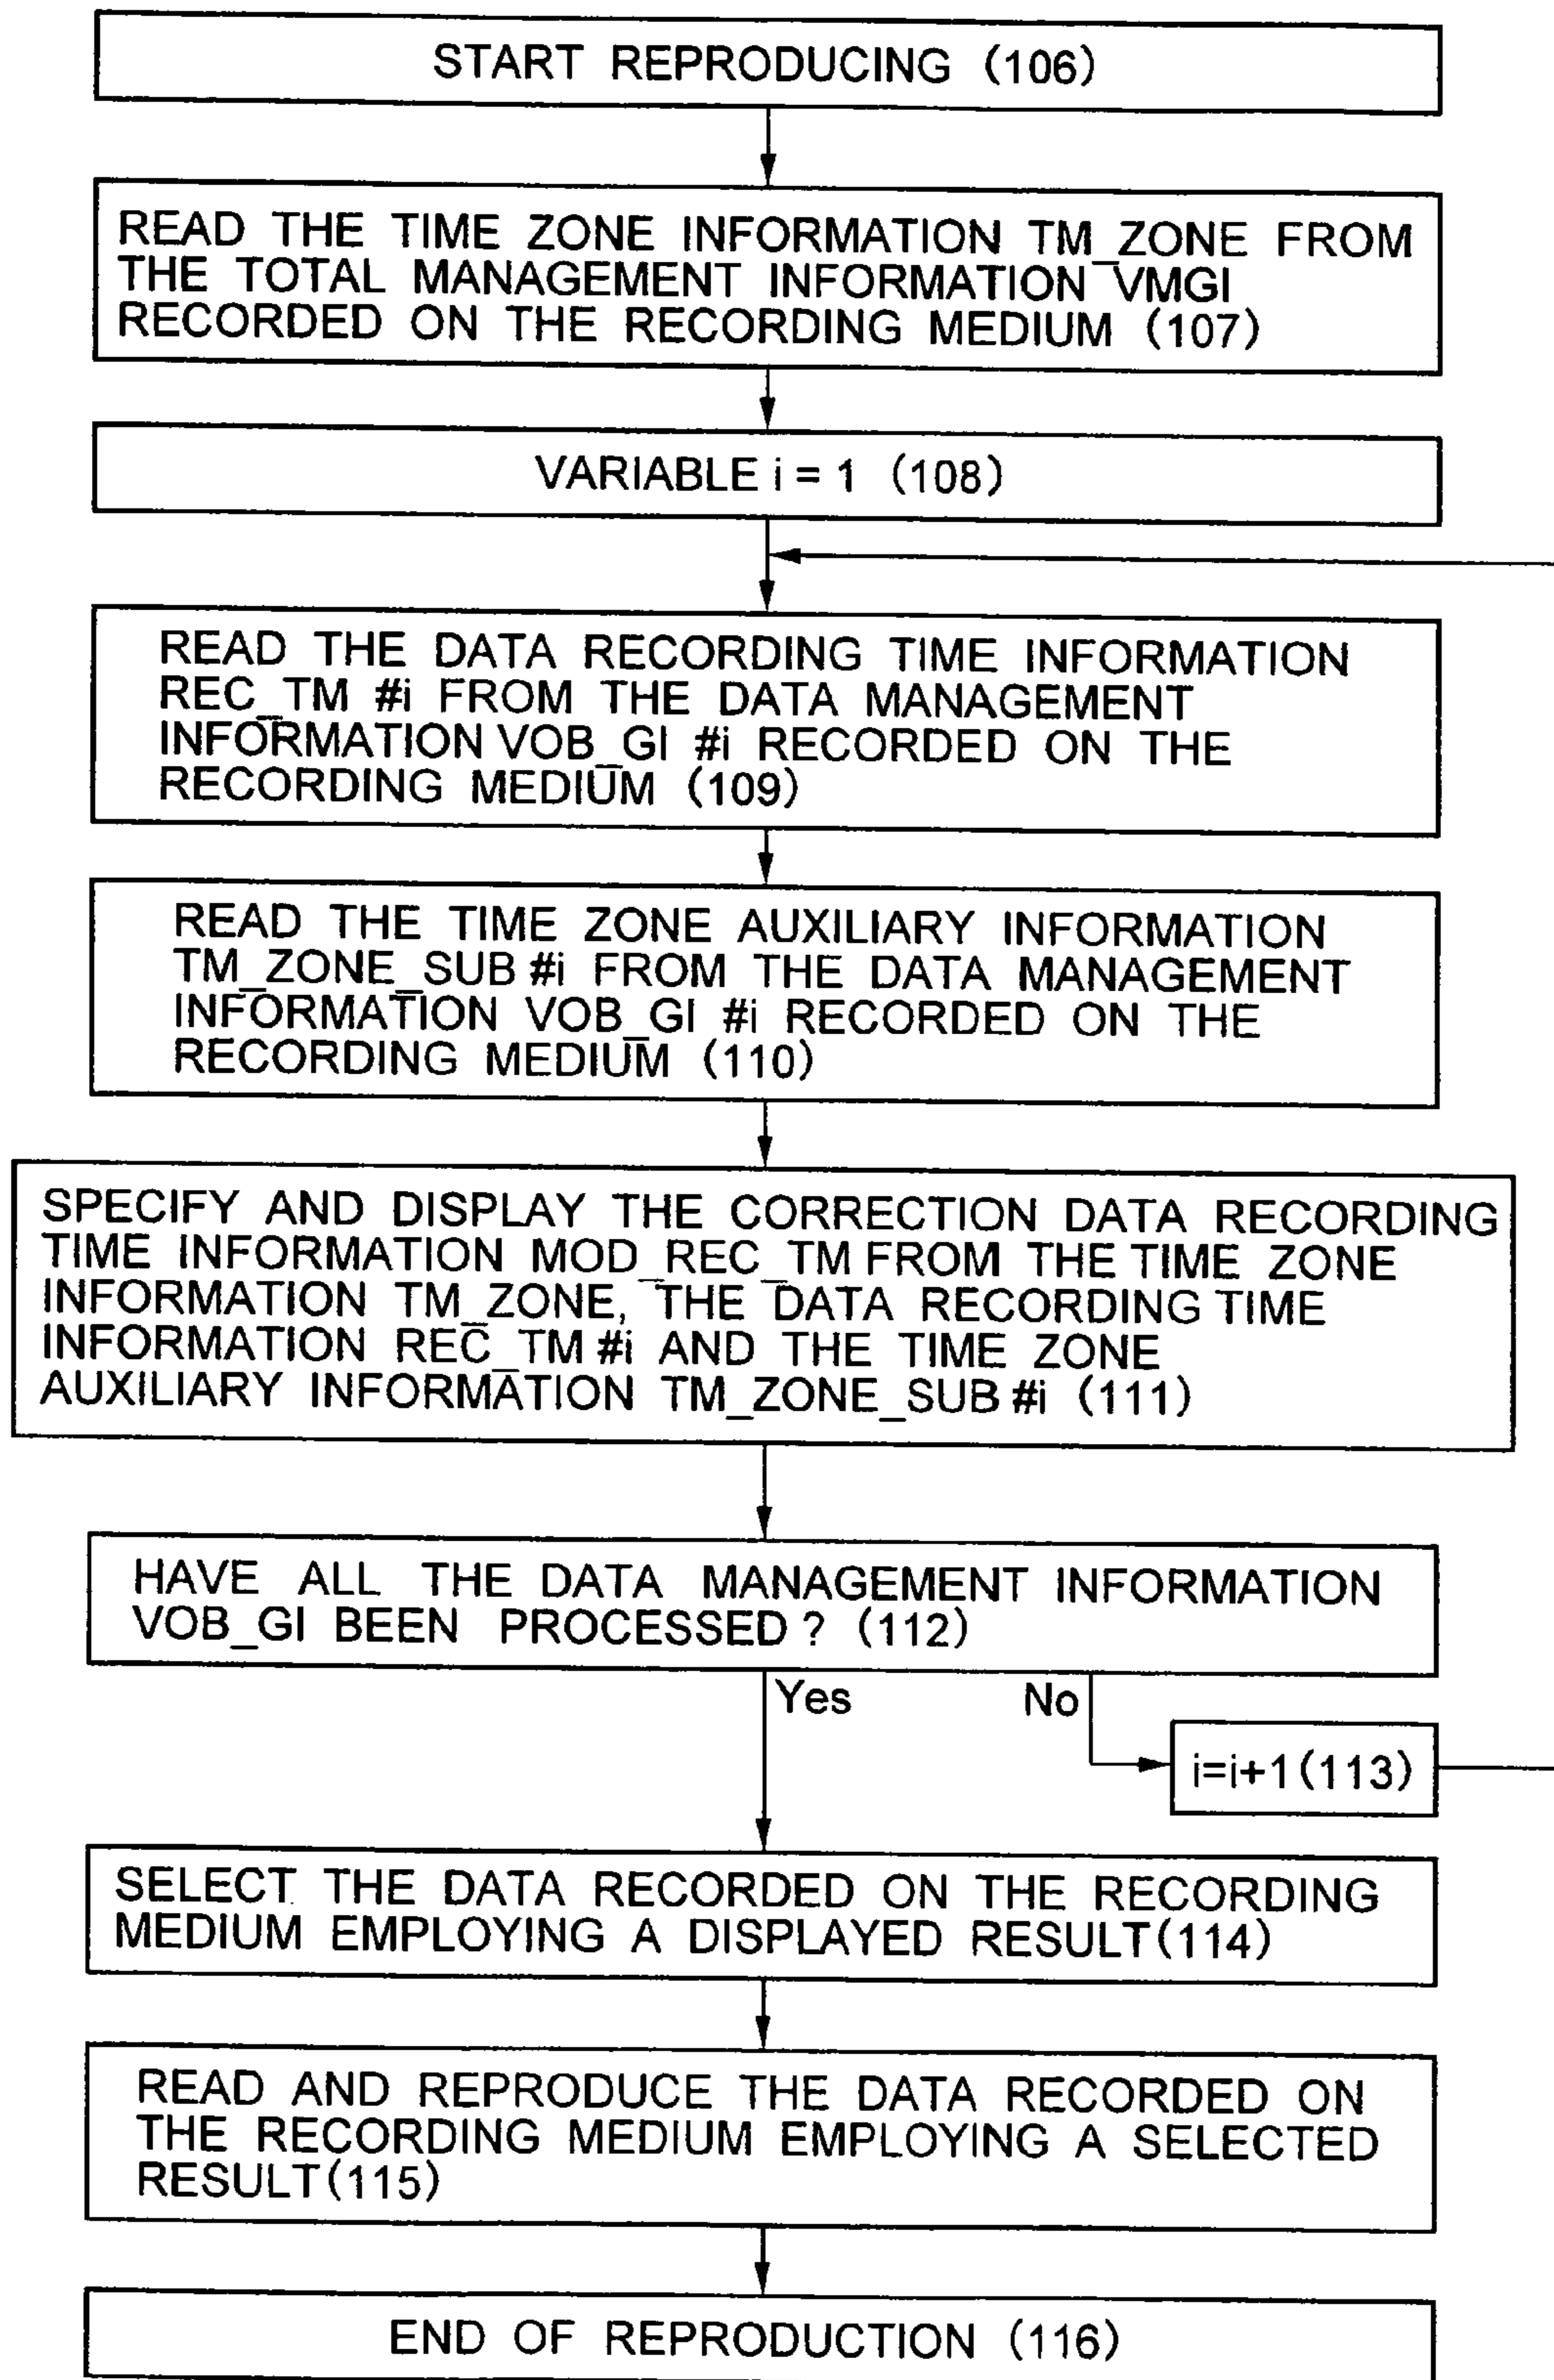 START REPRODUCING (106)
READ THE TIME ZONE INFORMATION TM_ZONE FROM
THE TOTAL MANAGEMENT INFORMATION VMGI
RECORDED ON THE RECORDING MEDIUM (107)
VARIABLE i = 1 (108)
READ THE DATA RECORDING TIME INFORMATION
REC_TM #i FROM THE DATA MANAGEMENT
INFORMATION VOB_GI #i RECORDED ON THE
RECORDING MEDIUM (109)
READ THE TIME ZONE AUXILIARY INFORMATION
TM_ZONE_SUB #i FROM THE DATA MANAGEMENT
INFORMATION VOB_GI #i RECORDED ON THE
RECORDING MEDIUM (110)
SPECIFY AND DISPLAY THE CORRECTION DATA RECORDING
TIME INFORMATION MOD_REC_TM FROM THE TIME ZONE
INFORMATION TM_ZONE, THE DATA RECORDING TIME
INFORMATION REC_TM #i AND THE TIME ZONE
AUXILIARY INFORMATION TM_ZONE_SUB #i (111)
HAVE ALL THE DATA MANAGEMENT INFORMATION
VOB_GI BEEN PROCESSED ? (112)
Yes No
i=i+1(113)
SELECT THE DATA RECORDED ON THE RECORDING
MEDIUM EMPLOYING A DISPLAYED RESULT(114)
READ AND REPRODUCE THE DATA RECORDED ON
THE RECORDING MEDIUM EMPLOYING A SELECTED
RESULT(115)
END OF REPRODUCTION (116)